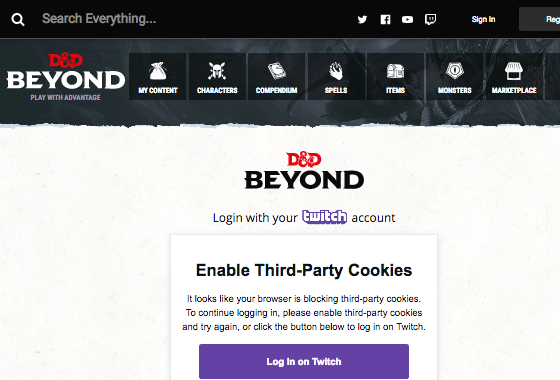 Search Everything...
Sign In
Reg
D&D
BEYOND
PLAY WITH ADVANTAGE
MY CONTENT
CHARACTERS
COMPENDIUM
SPELLS
ITEMS
MONSTERS
MARKETPLACE
D&D
BEYOND
Login with your twitch account
Enable Third-Party Cookies
It looks like your browser is blocking third-party cookies.
To continue logging in, please enable third-party cookies
and try again, or click the button below to log in on Twitch.
Log In on Twitch